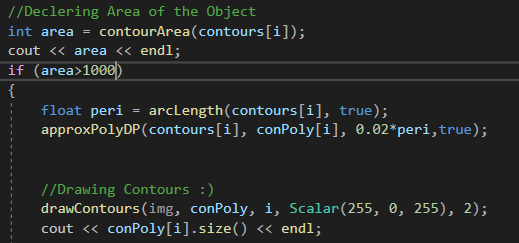 //Declering Area of the Object
int area = contourArea(contours[i]);
cout << area << endl;
if (area>1000)
{
float peri = arcLength(contours[i], true);
approxPolyDP(contours[i], conPoly[i], 0.02*peri,true);
//Drawing Contours :)
drawContours(img, conPoly, i, Scalar(255, 0, 255), 2);
cout << conPoly[i].size() << endl;